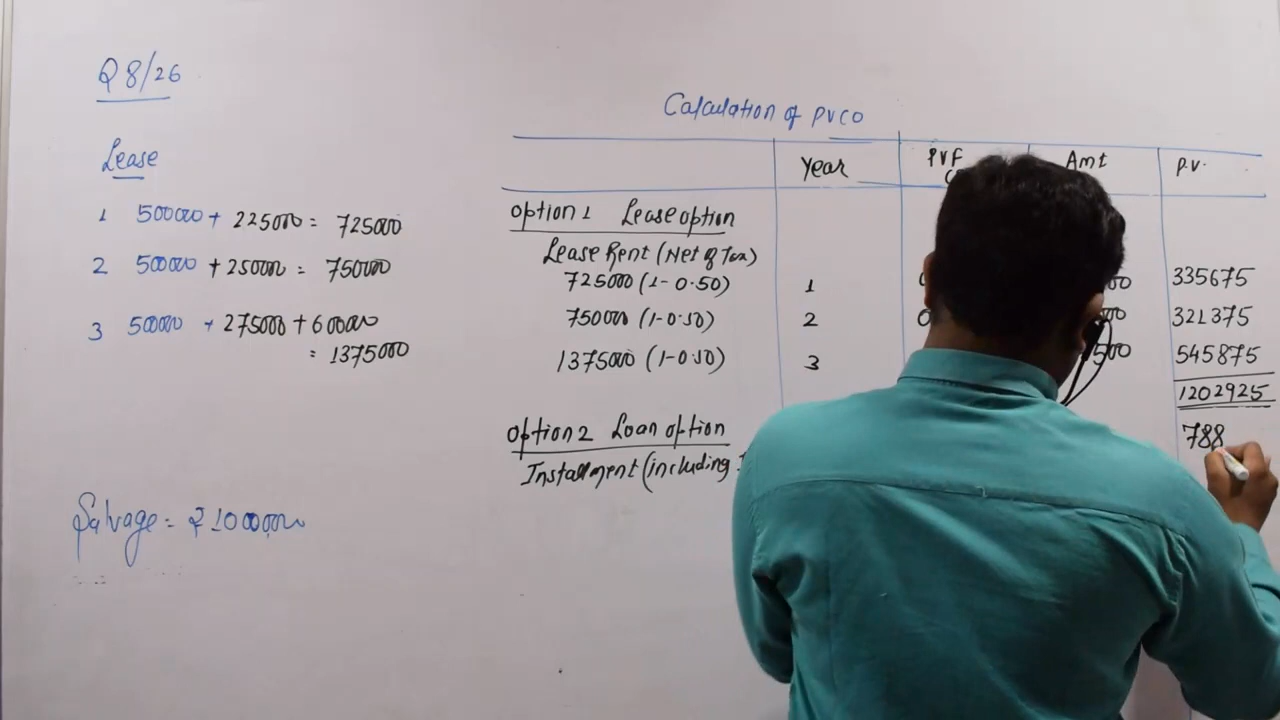 Q 8/26
Lease
1 500000 + 225000 = 725000
2 500000 + 250000 = 750000
3 500000 + 275000 + 600000
= 1375000
Salvage = ₹ 1000000
Calculation of PVCO
Year PVF Amt P.V.
Option 1 Lease option
Lease Rent (Net of Tax)
725000 (1-0.50) 1 335675
750000 (1-0.50) 2 321375
1375000 (1-0.50) 3 545875
1202925
Option 2 Loan option 788
Installment (including